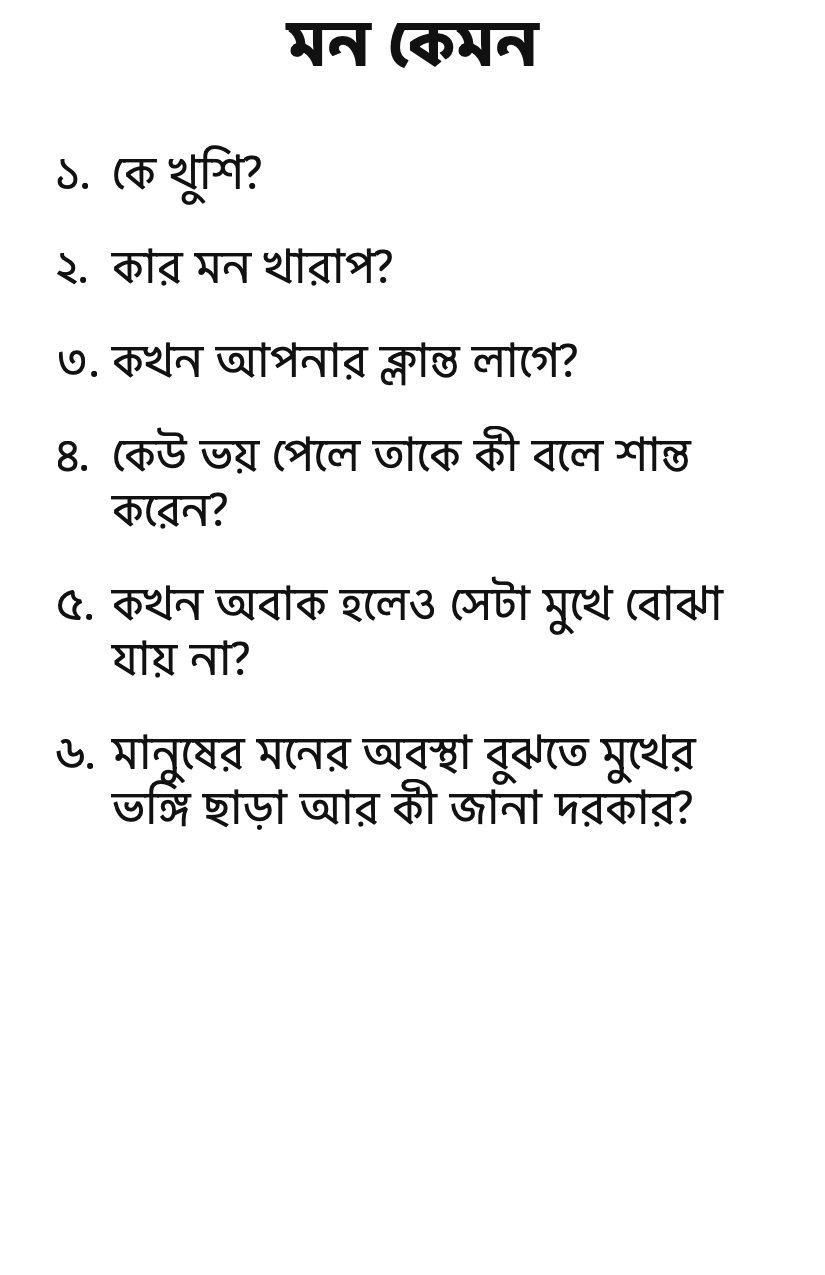 মন কেমন
১. কে খুশি?
২. কার মন খারাপ?
৩. কখন আপনার ক্লান্ত লাগে?
৪. কেউ ভয় পেলে তাকে কী বলে শান্ত
করেন?
৫. কখন অবাক হলেও সেটা মুখে বোঝা
যায় না?
৬. মানুষের মনের অবস্থা বুঝতে মুখের
ভঙ্গি ছাড়া আর কী জানা দরকার?